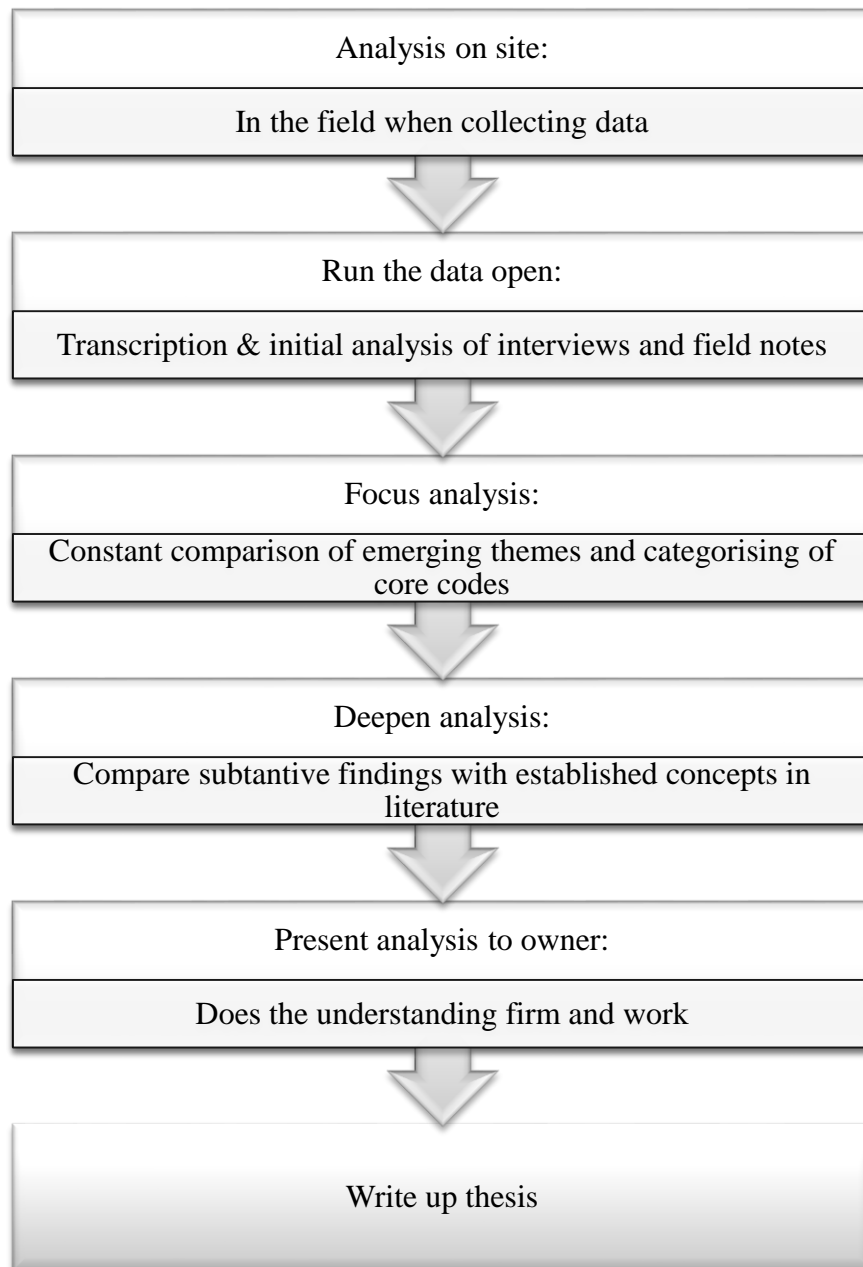 Analysis on site:
In the field when collecting data
Run the data open:
Transcription & initial analysis of interviews and field notes
Focus analysis:
Constant comparison of emerging themes and categorising of
core codes
Deepen analysis:
Compare subtantive findings with established concepts in
literature
Present analysis to owner:
Does the understanding firm and work
Write up thesis